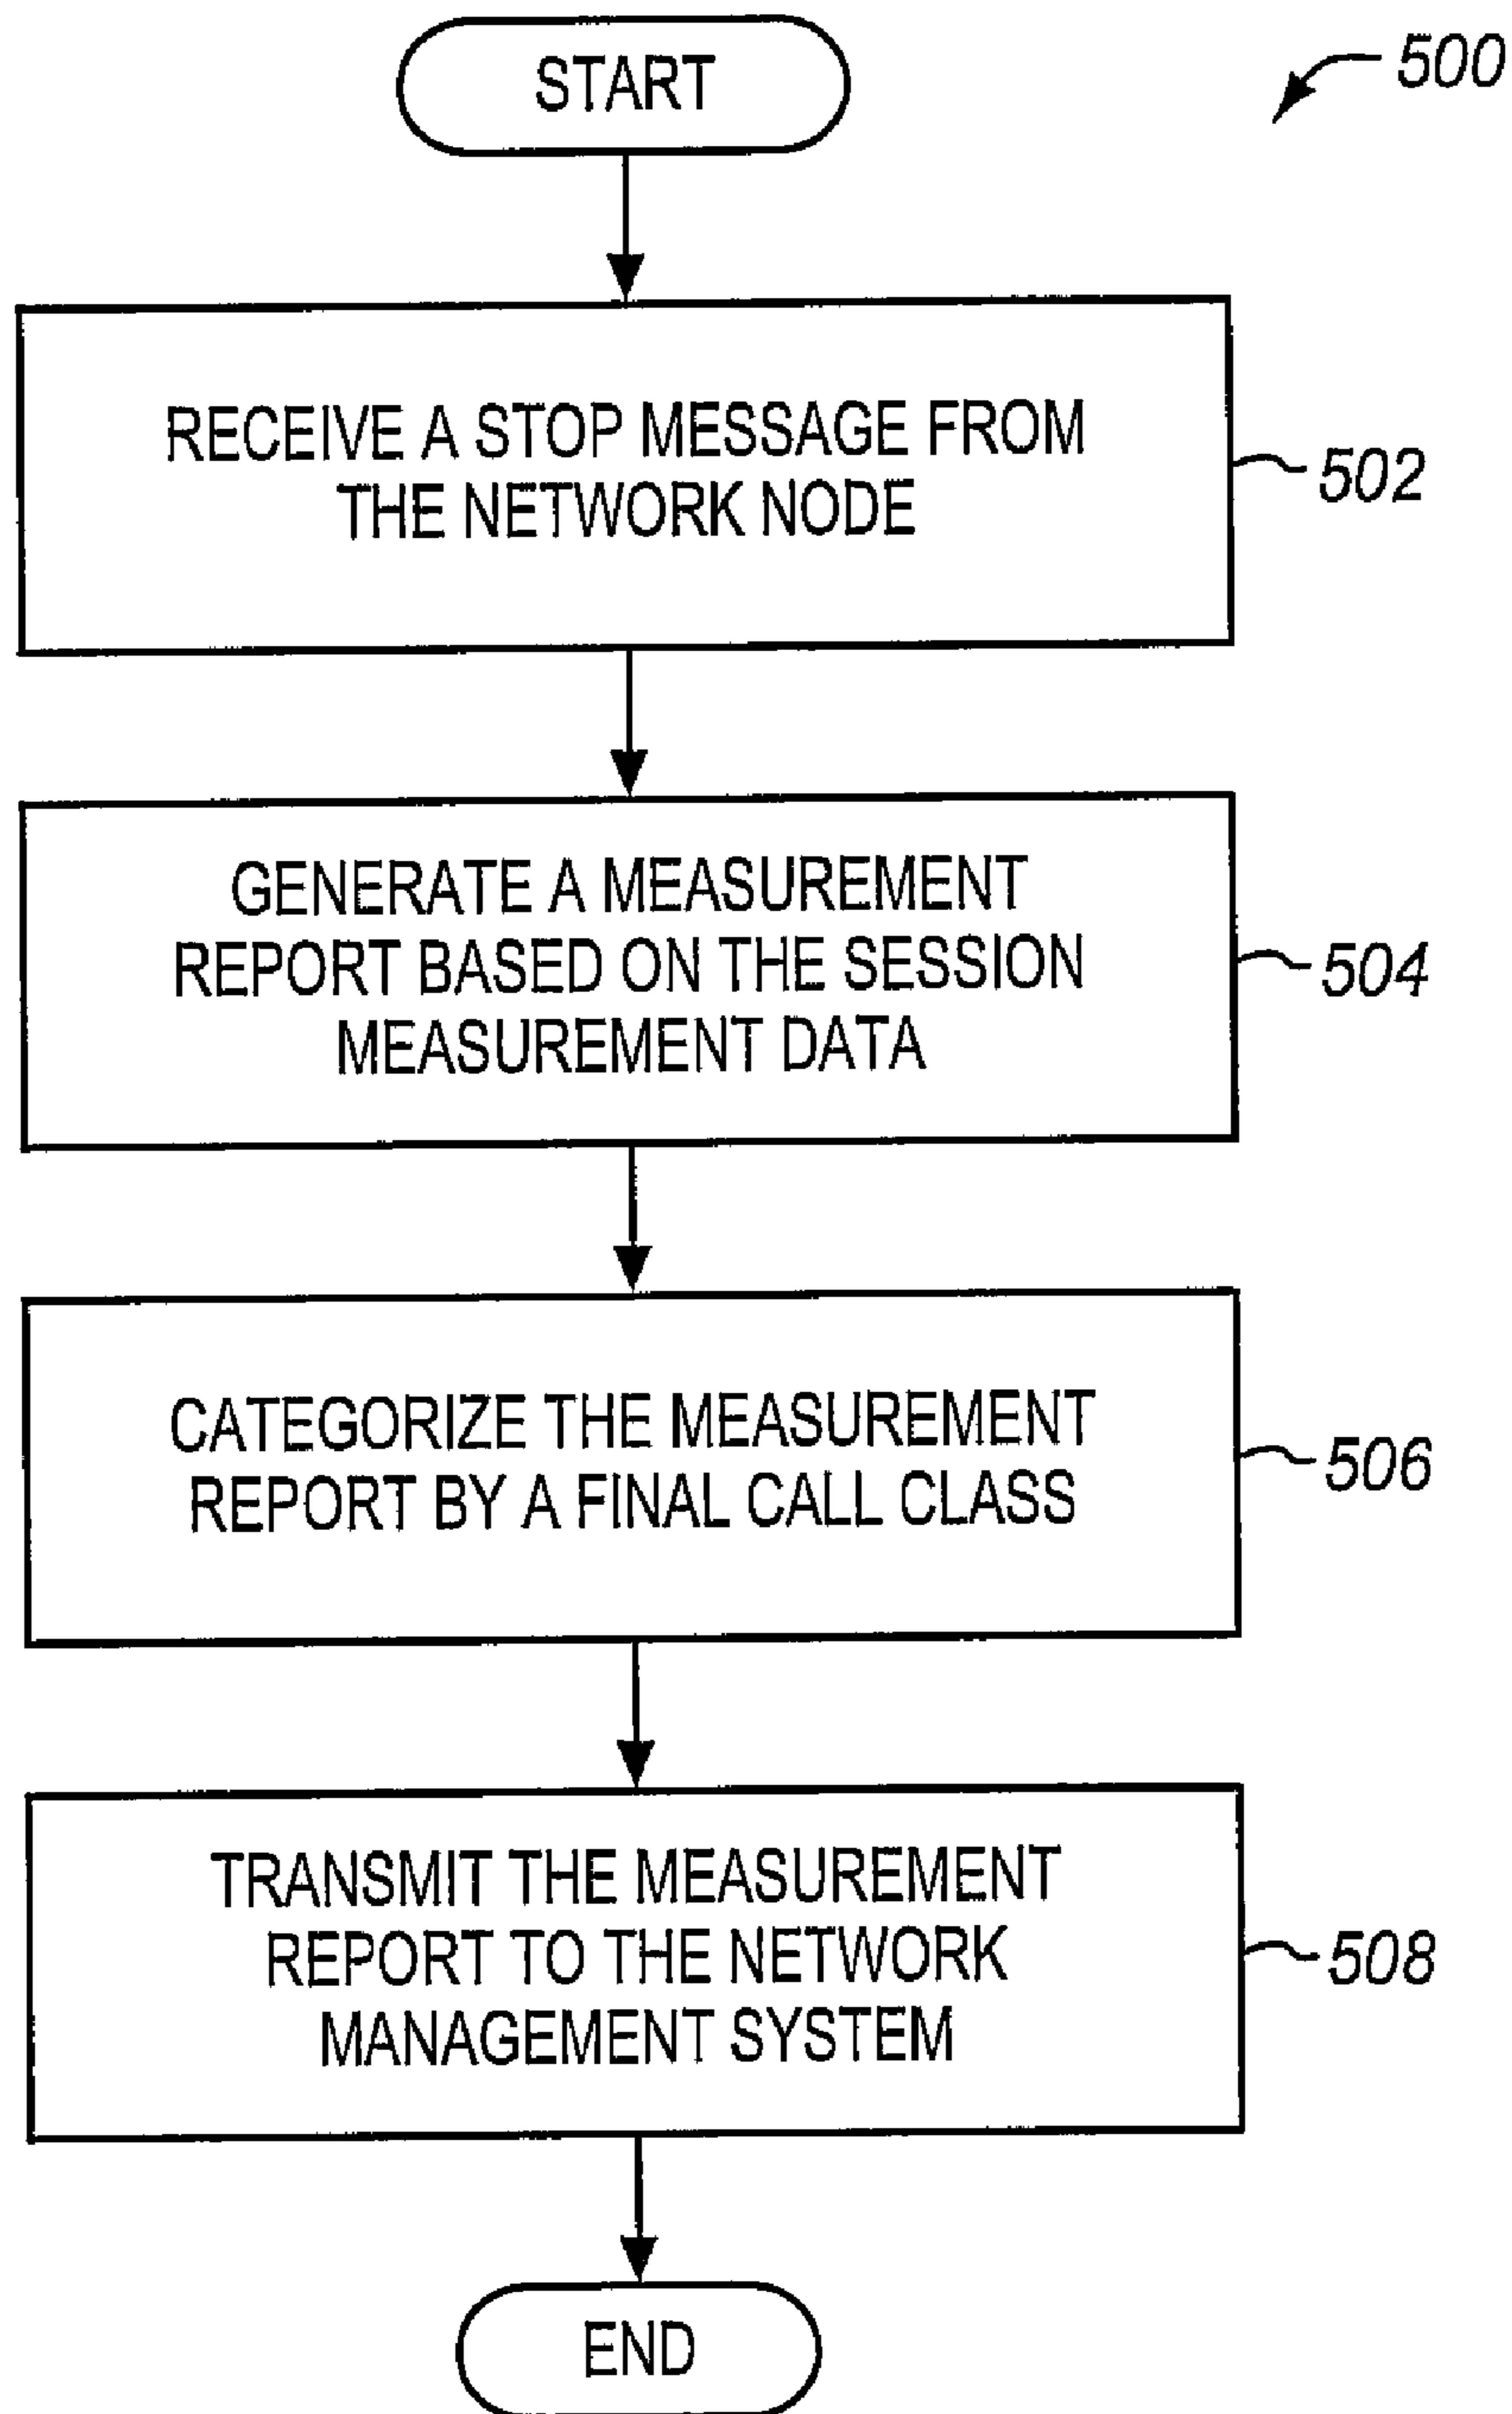 START
500
RECEIVE A STOP MESSAGE FROM
THE NETWORK NODE
502
GENERATE A MEASUREMENT
REPORT BASED ON THE SESSION
MEASUREMENT DATA
504
CATEGORIZE THE MEASUREMENT
REPORT BY A FINAL CALL CLASS
506
TRANSMIT THE MEASUREMENT
REPORT TO THE NETWORK
MANAGEMENT SYSTEM
508
END